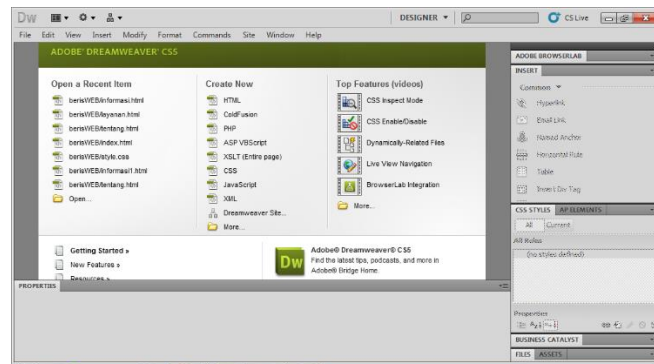 Dw
DESIGNER
CS Live
File Edit View Insert Modify Format Commands Site Window Help
ADOBE® DREAMWEAVER® CS5
Open a Recent Item
berisWEB/informasi.html
berisWEB/layanan.html
berisWEB/tentang.html
berisWEB/index.html
berisWEB/style.css
berisWEB/informasi1.html
berisWEB/tentang.html
Open...
Create New
HTML
ColdFusion
PHP
ASP VBScript
XSLT (Entire page)
CSS
JavaScript
XML
Dreamweaver Site...
More...
Top Features (videos)
CSS Inspect Mode
CSS Enable/Disable
Dynamically-Related Files
Live View Navigation
BrowserLab Integration
More...
Getting Started »
New Features »
Resources »
Dw
Adobe® Dreamweaver® CS5
Find the latest tips, podcasts, and more in
Adobe® Bridge Home.
PROPERTIES
ADOBE BROWSERLAB
INSERT
Common
Hyperlink
Email Link
Named Anchor
Horizontal Rule
Table
Insert Div Tag
CSS STYLES AP ELEMENTS
All Current
All Rules
(no styles defined)
Properties
BUSINESS CATALYST
FILES ASSETS